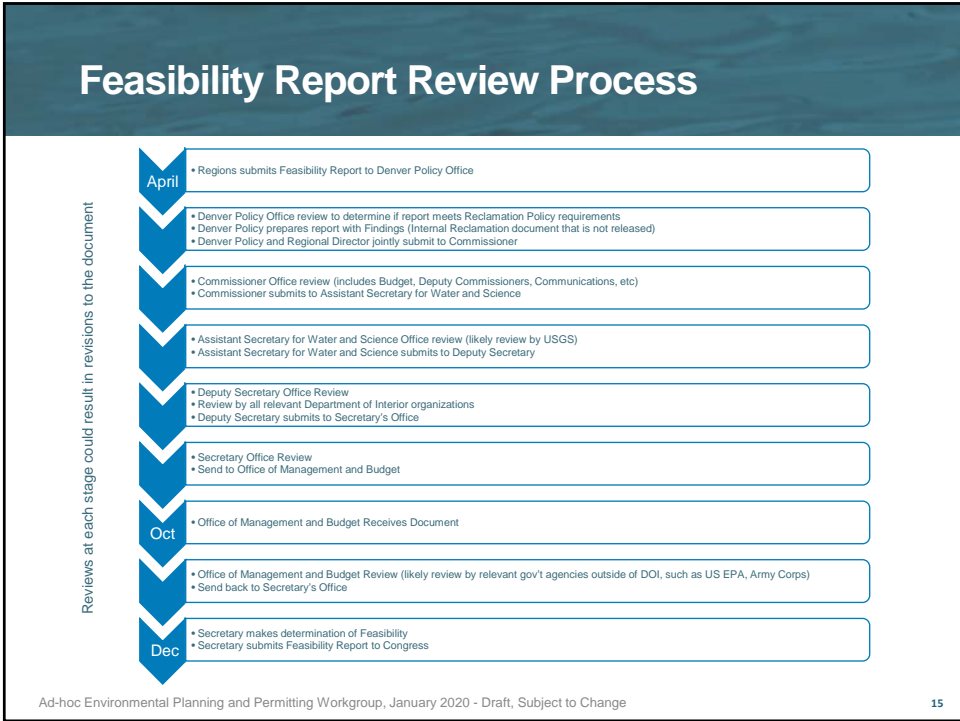 Feasibility Report Review Process
Reviews at each stage could result in revisions to the document
April
• Regions submits Feasibility Report to Denver Policy Office
• Denver Policy Office review to determine if report meets Reclamation Policy requirements
• Denver Policy prepares report with Findings (Internal Reclamation document that is not released)
• Denver Policy and Regional Director jointly submit to Commissioner
• Commissioner Office review (includes Budget, Deputy Commissioners, Communications, etc)
• Commissioner submits to Assistant Secretary for Water and Science
• Assistant Secretary for Water and Science Office review (likely review by USGS)
• Assistant Secretary for Water and Science submits to Deputy Secretary
• Deputy Secretary Office Review
• Review by all relevant Department of Interior organizations
• Deputy Secretary submits to Secretary's Office
• Secretary Office Review
• Send to Office of Management and Budget
Oct
• Office of Management and Budget Receives Document
• Office of Management and Budget Review (likely review by relevant gov't agencies outside of DOI, such as US EPA, Army Corps)
• Send back to Secretary's Office
Dec
• Secretary makes determination of Feasibility
• Secretary submits Feasibility Report to Congress
Ad-hoc Environmental Planning and Permitting Workgroup, January 2020 - Draft, Subject to Change
15